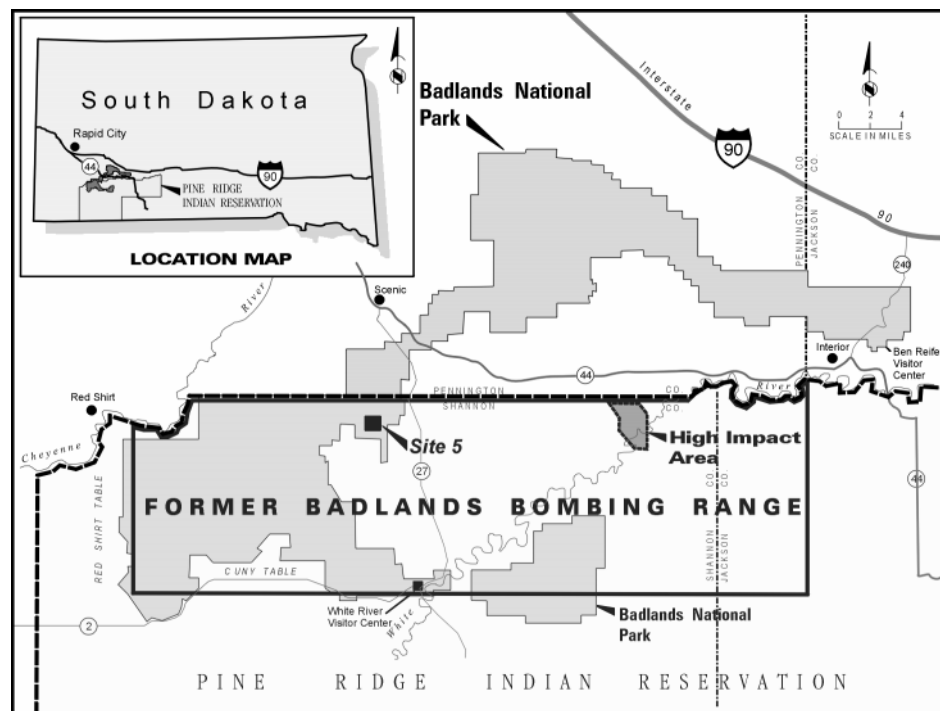 South Dakota
Rapid City
44
90
PINE RIDGE
INDIAN RESERVATION
LOCATION MAP
Badlands National
Park
Interstate
90
0 2 4
SCALE IN MILES
PENNINGTON CO.
JACKSON CO.
90
240
River
Scenic
Interior
Ben Reifel
Visitor
Center
44
River
PENNINGTON CO.
SHANNON CO.
Red Shirt
Cheyenne
Site 5
High Impact
Area
27
44
RED SHIRT TABLE
FORMER BADLANDS BOMBING RANGE
SHANNON CO.
JACKSON CO.
CUNY TABLE
White River
Visitor Center
White
Badlands National
Park
2
PINE RIDGE INDIAN RESERVATION